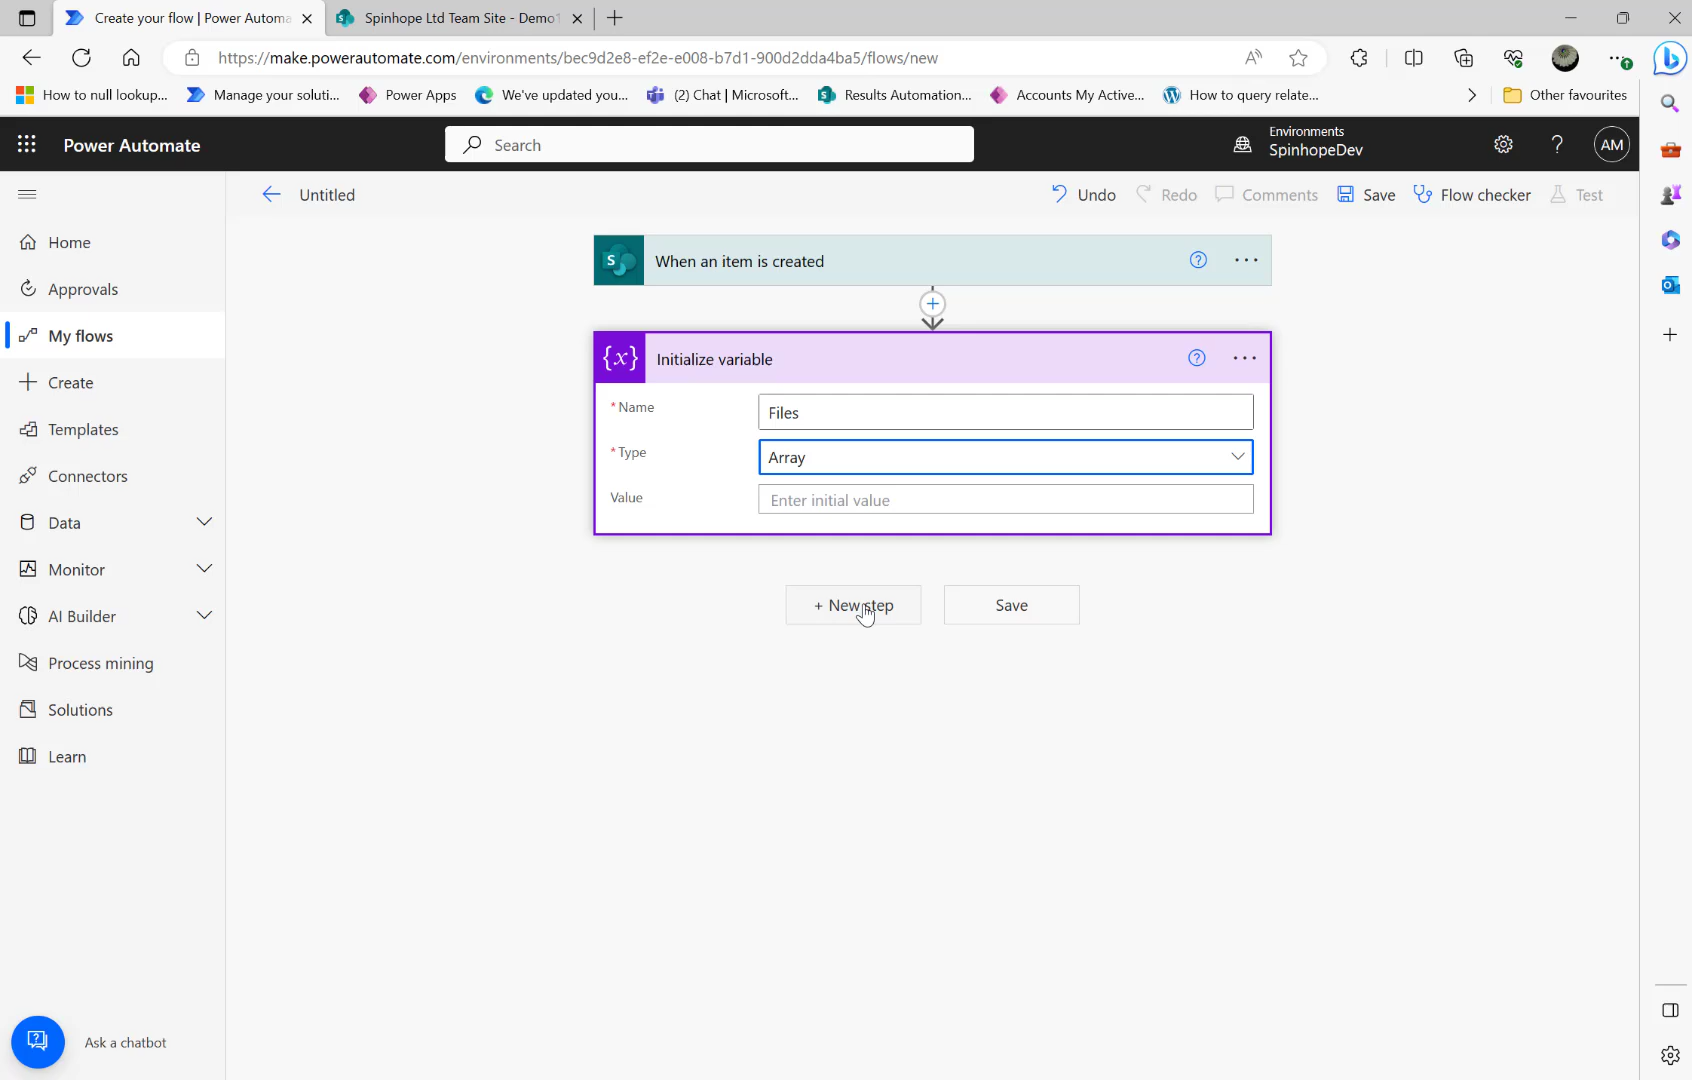 Create your flow | Power Automa
Spinhope Ltd Team Site - Demo1
https://make.powerautomate.com/environments/bec9d2e8-ef2e-e008-b7d1-900d2dda4ba5/flows/new
How to null lookup...
Manage your soluti...
Power Apps
We've updated you...
(2) Chat | Microsoft...
Results Automation...
Accounts My Active...
How to query relate...
Other favourites
Power Automate
Search
Environments
SpinhopeDev
AM
Untitled
Undo
Redo
Comments
Save
Flow checker
Test
Home
Approvals
My flows
Create
Templates
Connectors
Data
Monitor
AI Builder
Process mining
Solutions
Learn
Ask a chatbot
When an item is created
{x} Initialize variable
* Name
Files
* Type
Array
Value
Enter initial value
+ New step
Save